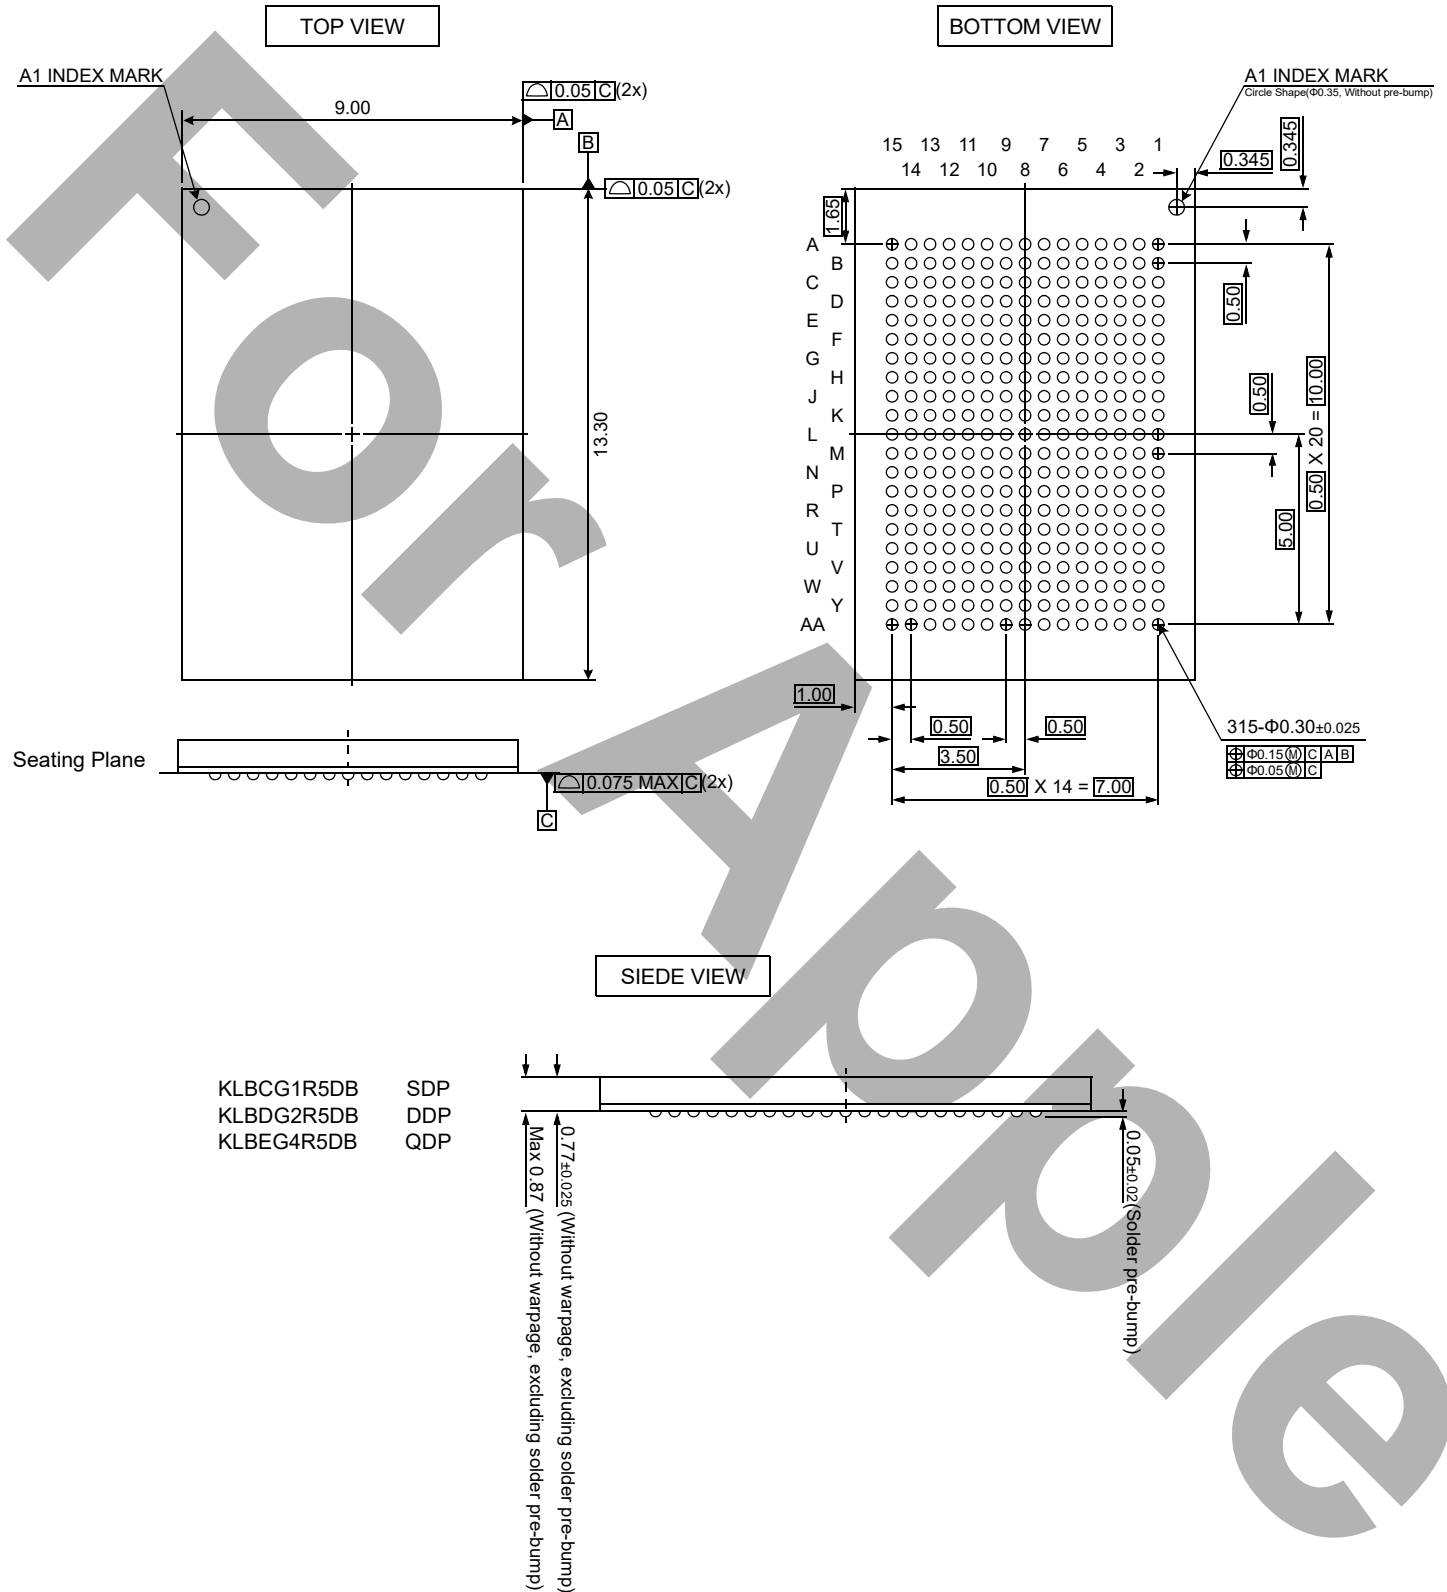 TOP VIEW
BOTTOM VIEW
A1 INDEX MARK
0.05 C (2x)
9.00
A
B
0.05 C (2x)
13.30
A1 INDEX MARK
Circle Shape(Φ0.35, Without pre-bump)
15 13 11 9 7 5 3 1
14 12 10 8 6 4 2
0.345
0.345
1.65
A
B
C
D
E
F
G
H
J
K
L
M
N
P
R
T
U
V
W
Y
AA
0.50
0.50
0.50 X 20 = 10.00
5.00
1.00
0.50
0.50
3.50
0.50 X 14 = 7.00
315-Φ0.30±0.025
Φ0.15 Ⓜ C A B
Φ0.05 Ⓜ C
Seating Plane
0.075 MAX C (2x)
C
SIEDE VIEW
KLBCG1R5DB SDP
KLBDG2R5DB DDP
KLBEG4R5DB QDP
Max 0.87 (Without warpage, excluding solder pre-bump)
0.77±0.025 (Without warpage, excluding solder pre-bump)
0.05±0.02(Solder pre-bump)
For Apple